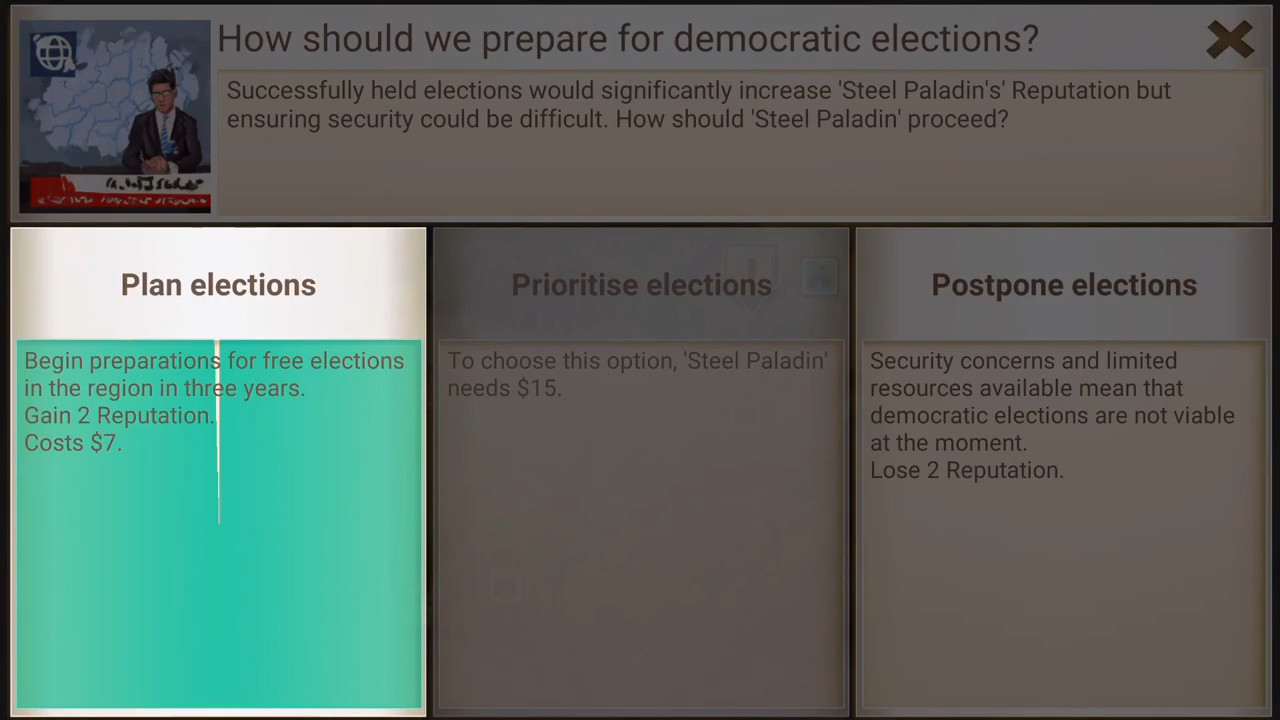 How should we prepare for democratic elections?
Successfully held elections would significantly increase 'Steel Paladin's' Reputation but
ensuring security could be difficult. How should 'Steel Paladin' proceed?
Plan elections
Begin preparations for free elections
in the region in three years.
Gain 2 Reputation.
Costs $7.
Prioritise elections
To choose this option, 'Steel Paladin'
needs $15.
Postpone elections
Security concerns and limited
resources available mean that
democratic elections are not viable
at the moment.
Lose 2 Reputation.